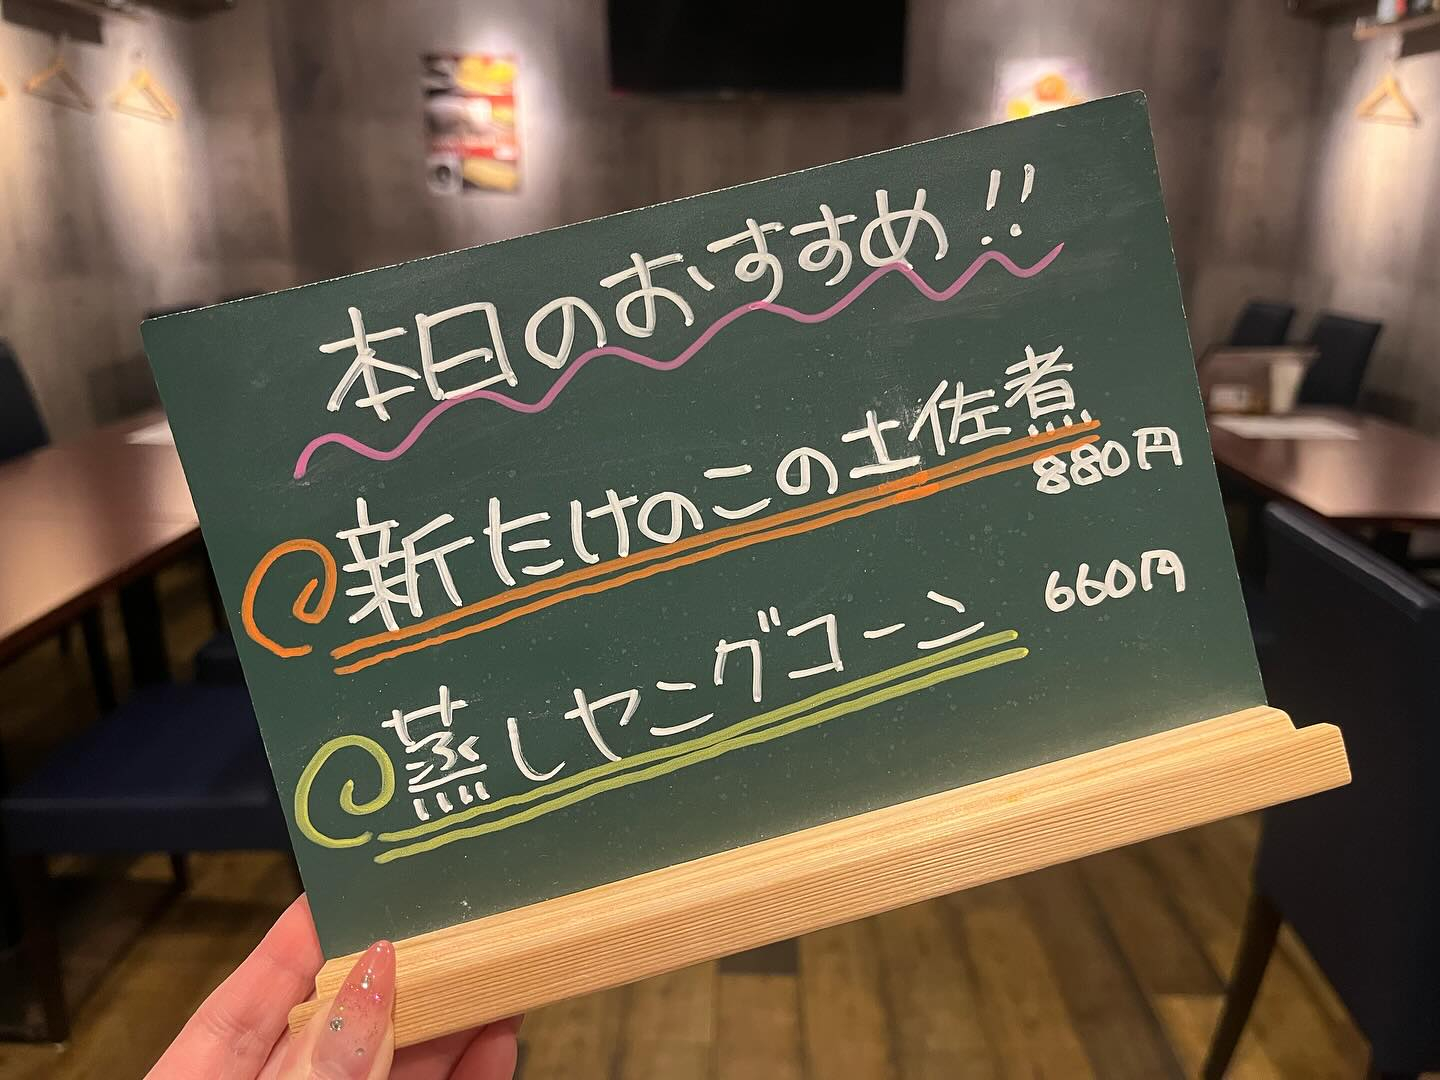 本日のおすすめ!!
新たけのこの土佐煮
880円
蒸しヤングコーン
660円